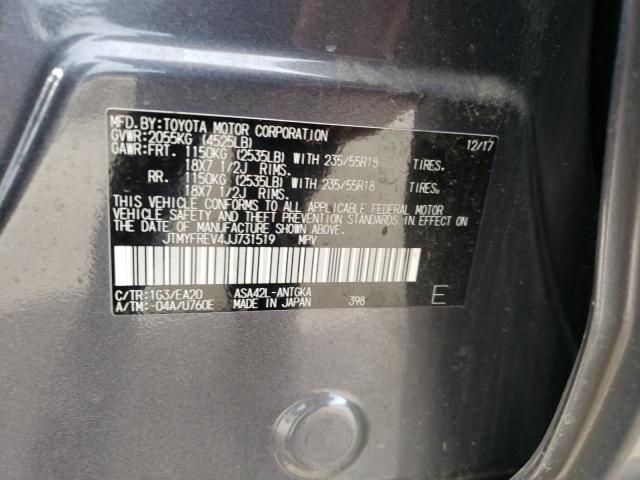 MFD.BY:TOYOTA MOTOR CORPORATION 12/17
GVWR:2055KG (4525LB)
GAWR:FRT. 1150KG (2535LB) WITH 235/55R18 TIRES.
18X7 1/2J RIMS.
RR. 1150KG (2535LB) WITH 235/55R18 TIRES.
18X7 1/2J RIMS.
THIS VEHICLE CONFORMS TO ALL APPLICABLE FEDERAL MOTOR
VEHICLE SAFETY AND THEFT PREVENTION STANDARDS IN EFFECT ON
THE DATE OF MANUFACTURE SHOWN ABOVE.
JTMYFREV4JJ731519 MPV
C/TR:1G3/EA20 ASA42L-ANTGKA
A/TM:-04A/U760E MADE IN JAPAN 398 E